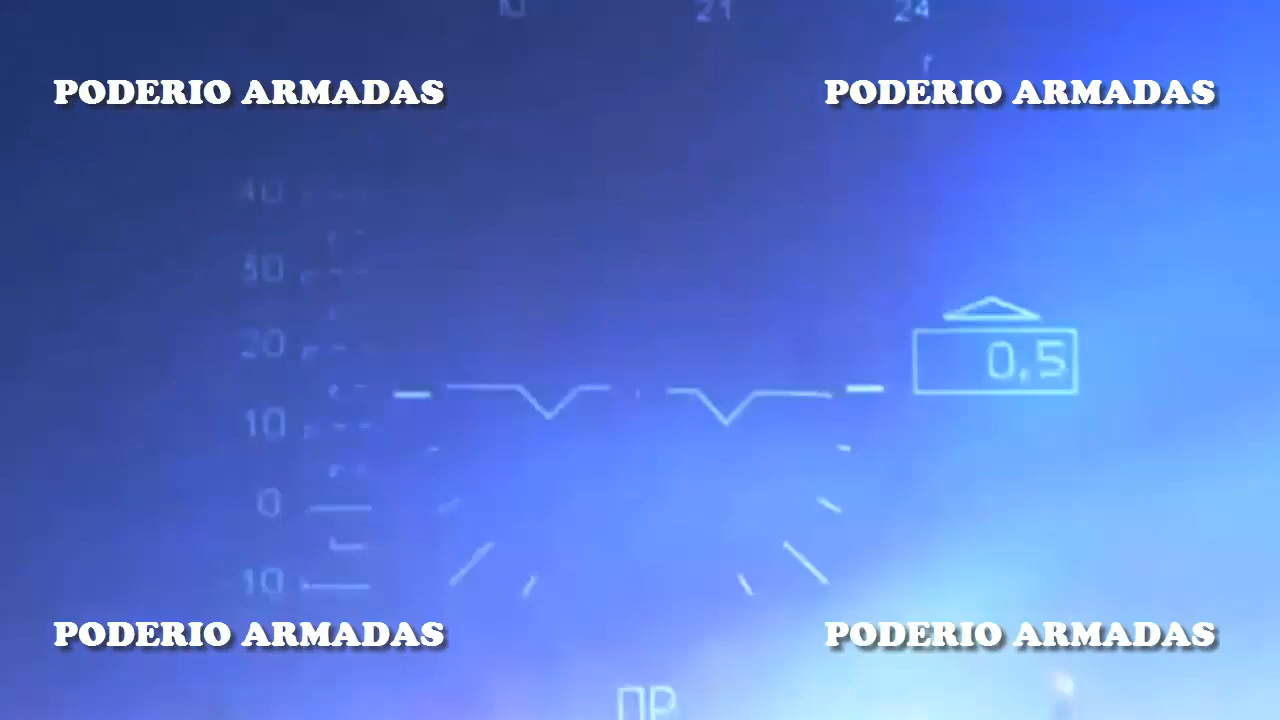 21 24
PODERIO ARMADAS PODERIO ARMADAS
40
30
20
0,5
10
0
10
PODERIO ARMADAS PODERIO ARMADAS
ПР